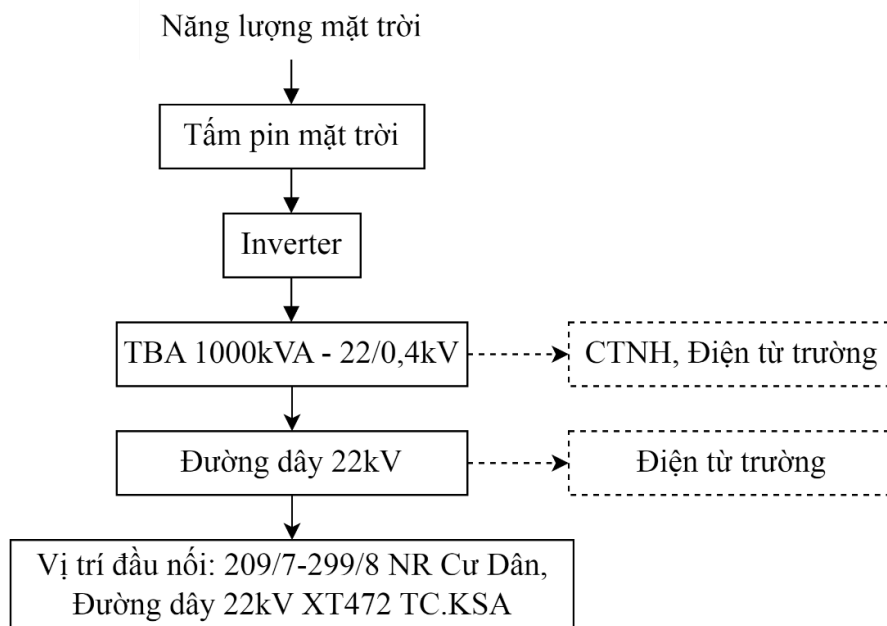 Năng lượng mặt trời
Tấm pin mặt trời
Inverter
TBA 1000kVA - 22/0,4kV
CTNH, Điện từ trường
Đường dây 22kV
Điện từ trường
Vị trí đầu nối: 209/7-299/8 NR Cư Dân,
Đường dây 22kV XT472 TC.KSA